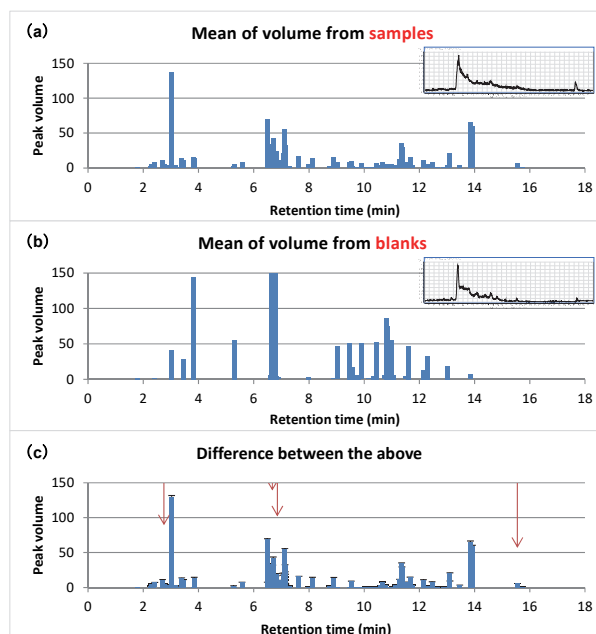 (a)
Mean of volume from samples
150
100
50
0
Peak volume
0 2 4 6 8 10 12 14 16 18
Retention time (min)
(b)
Mean of volume from blanks
150
100
50
0
Peak volume
0 2 4 6 8 10 12 14 16 18
Retention time (min)
(c)
Difference between the above
150
100
50
0
Peak volume
0 2 4 6 8 10 12 14 16 18
Retention time (min)